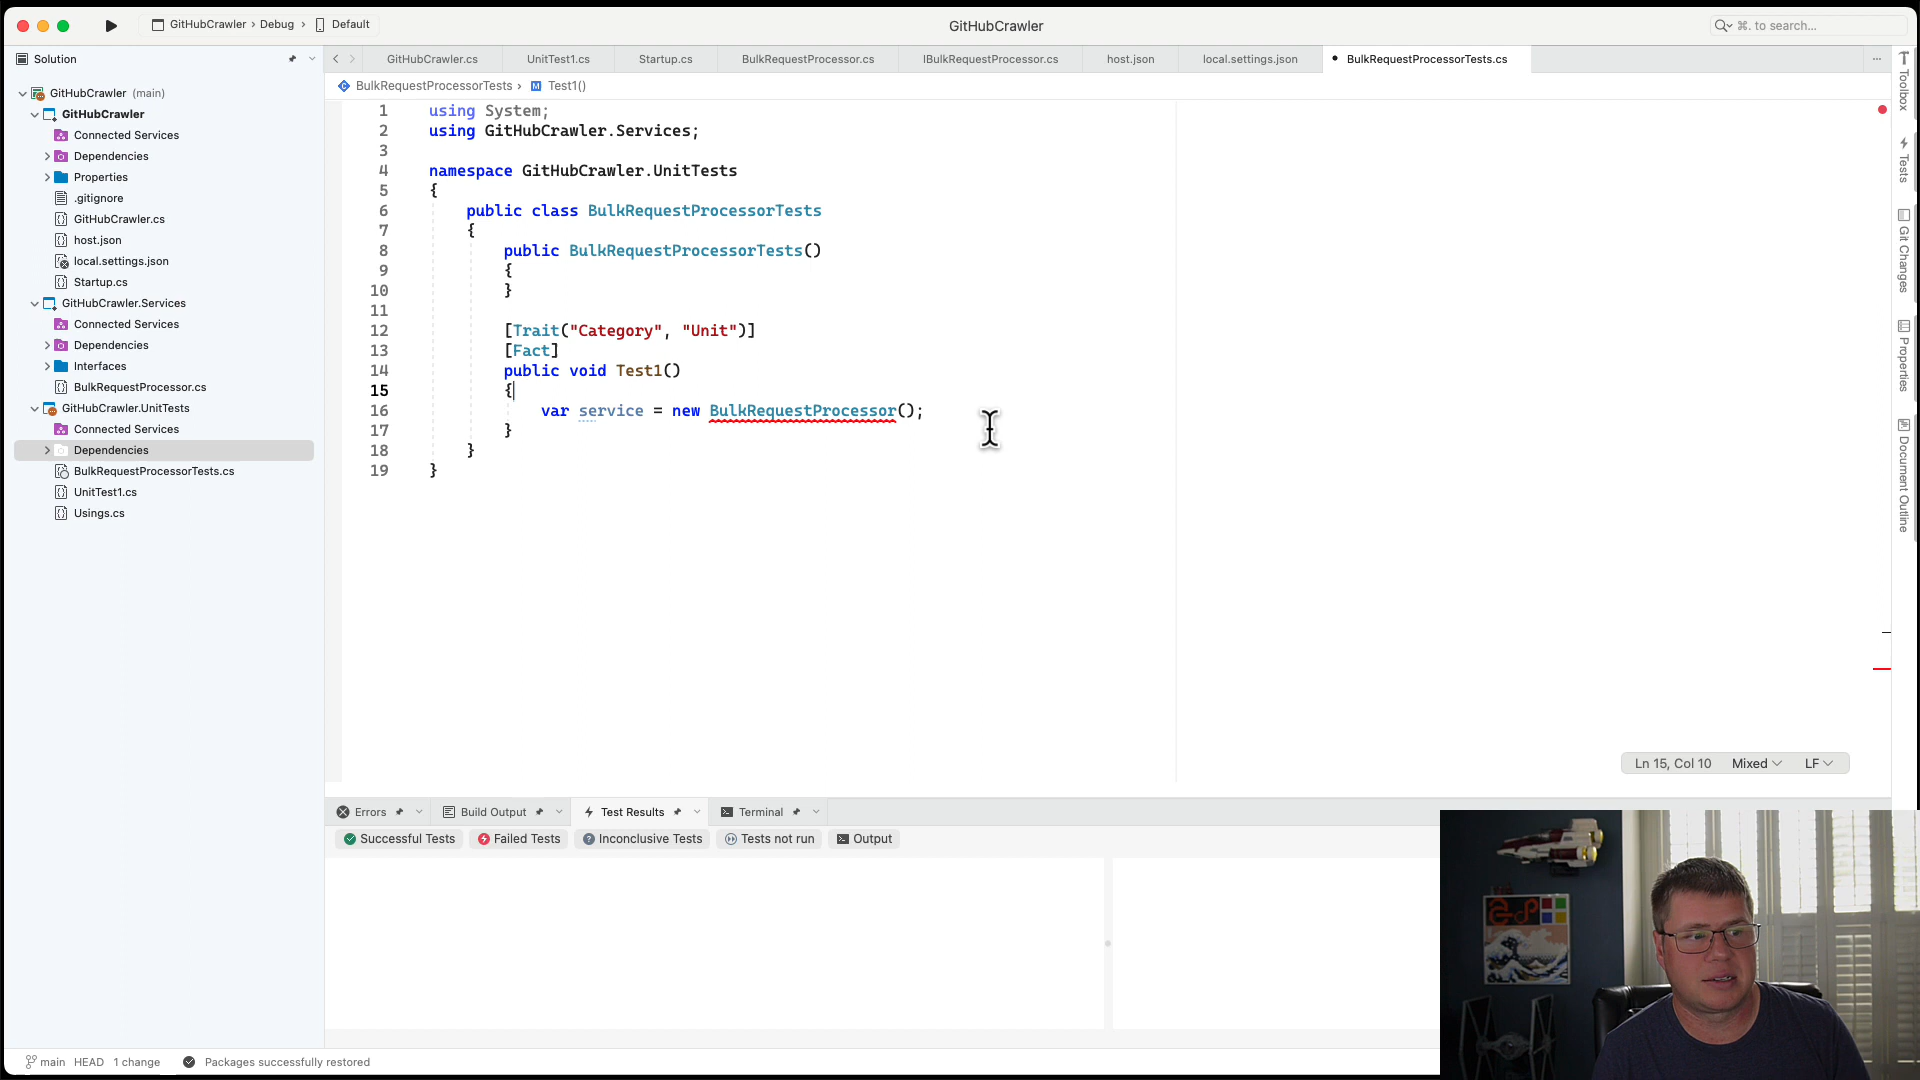 GitHubCrawler › Debug › Default
GitHubCrawler
⌘. to search...
Solution
GitHubCrawler (main)
GitHubCrawler
Connected Services
Dependencies
Properties
.gitignore
GitHubCrawler.cs
host.json
local.settings.json
Startup.cs
GitHubCrawler.Services
Connected Services
Dependencies
Interfaces
BulkRequestProcessor.cs
GitHubCrawler.UnitTests
Connected Services
Dependencies
BulkRequestProcessorTests.cs
UnitTest1.cs
Usings.cs
GitHubCrawler.cs
UnitTest1.cs
Startup.cs
BulkRequestProcessor.cs
IBulkRequestProcessor.cs
host.json
local.settings.json
BulkRequestProcessorTests.cs
BulkRequestProcessorTests › M Test1()
1 using System;
2 using GitHubCrawler.Services;
3
4 namespace GitHubCrawler.UnitTests
5 {
6 public class BulkRequestProcessorTests
7 {
8 public BulkRequestProcessorTests()
9 {
10 }
11
12 [Trait("Category", "Unit")]
13 [Fact]
14 public void Test1()
15 {
16 var service = new BulkRequestProcessor();
17 }
18 }
19 }
Ln 15, Col 10 Mixed LF
Toolbox
Tests
Git Changes
Properties
Document Outline
Errors
Build Output
Test Results
Terminal
Successful Tests
Failed Tests
Inconclusive Tests
Tests not run
Output
main HEAD 1 change
Packages successfully restored